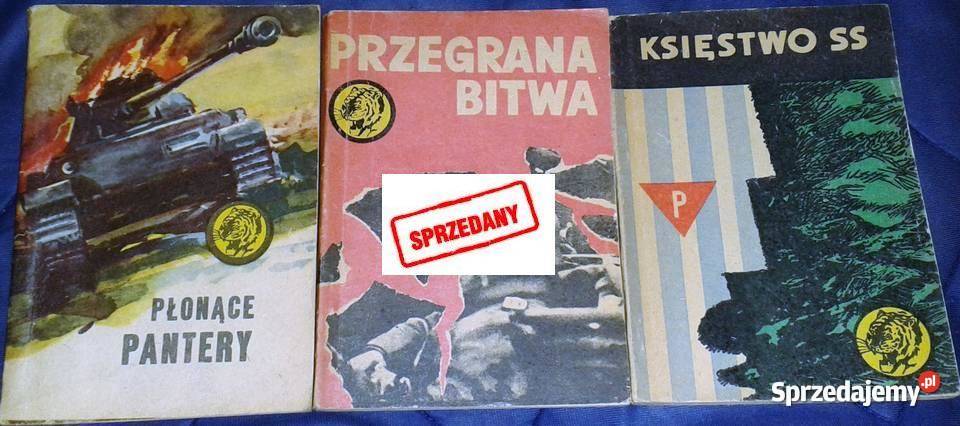 PŁONĄCE
PANTERY
PRZEGRANA
BITWA
SPRZEDANY
KSIĘSTWO SS
P
Sprzedajemy.pl